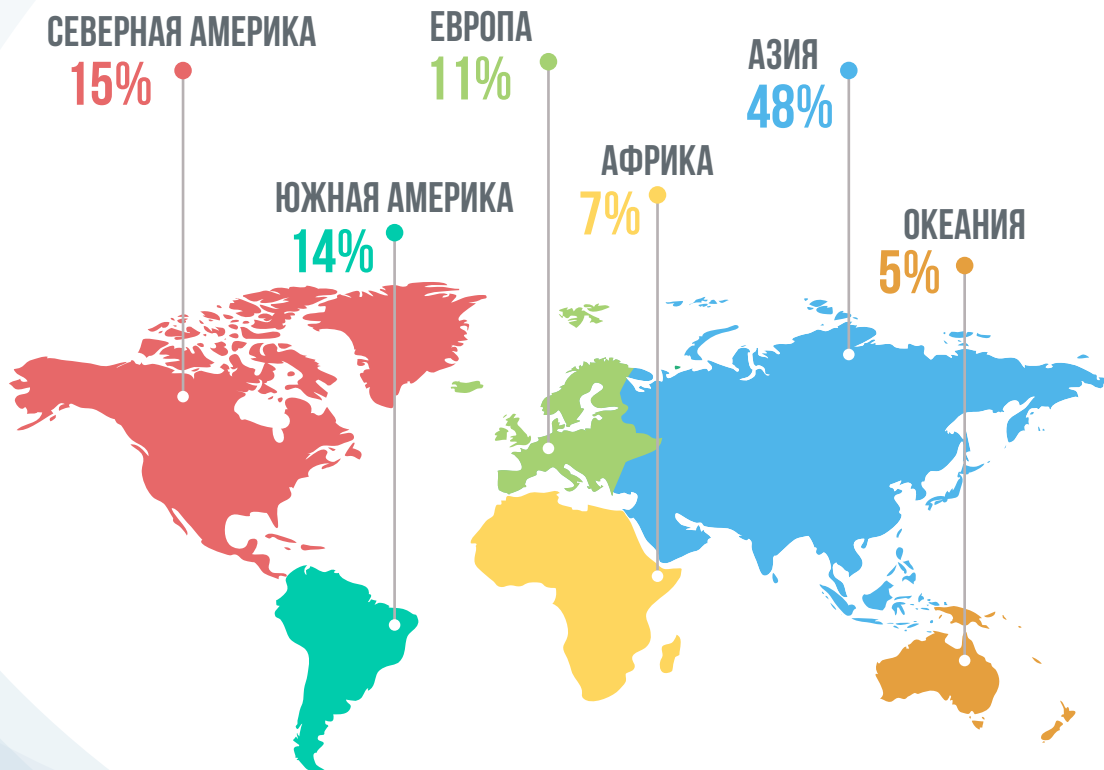 СЕВЕРНАЯ АМЕРИКА
15%
ЕВРОПА
11%
АЗИЯ
48%
АФРИКА
7%
ЮЖНАЯ АМЕРИКА
14%
ОКЕАНИЯ
5%